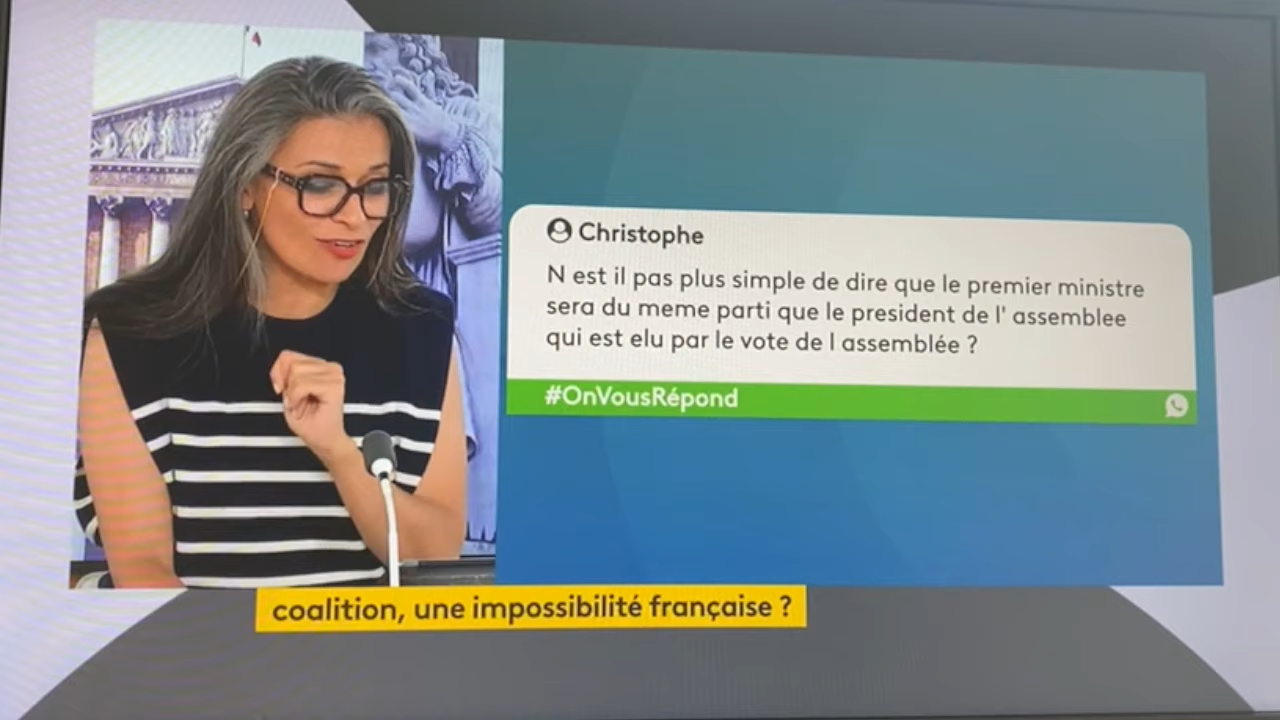 Christophe
N est il pas plus simple de dire que le premier ministre
sera du meme parti que le president de l' assemblee
qui est elu par le vote de l assemblée ?
#OnVousRépond
coalition, une impossibilité française ?